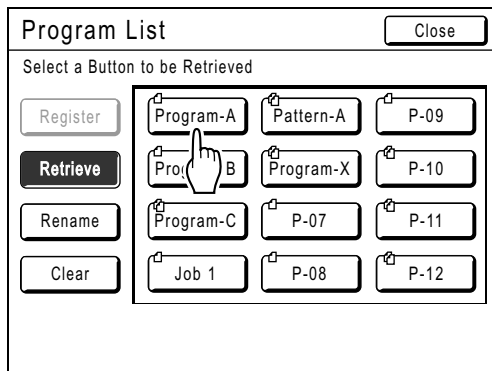 Program List
Close
Select a Button to be Retrieved
Register
Program-A
Pattern-A
P-09
Retrieve
B
Program-X
P-10
Rename
Program-C
P-07
P-11
Clear
Job 1
P-08
P-12